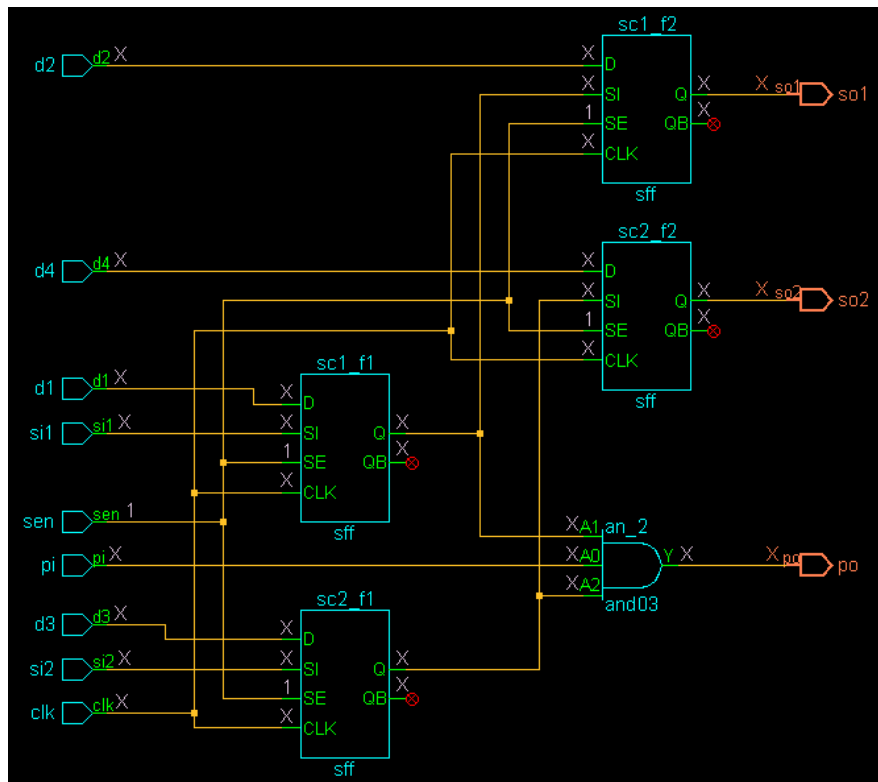 sc1_f2
d2 d2 X X D
X SI Q X X so1 so1
1 SE QB X
X CLK
sff
sc2_f2
d4 d4 X X D
X SI Q X X so2 so2
1 SE QB X
X CLK
sff
sc1_f1
d1 d1 X X D
si1 si1 X X SI Q X
1 SE QB X
X CLK
sff
sen sen 1
an_2
X A1
pi pi X X A0 Y X X po po
X A2
and03
sc2_f1
d3 d3 X X D
si2 si2 X X SI Q X
1 SE QB X
clk clk X X CLK
sff